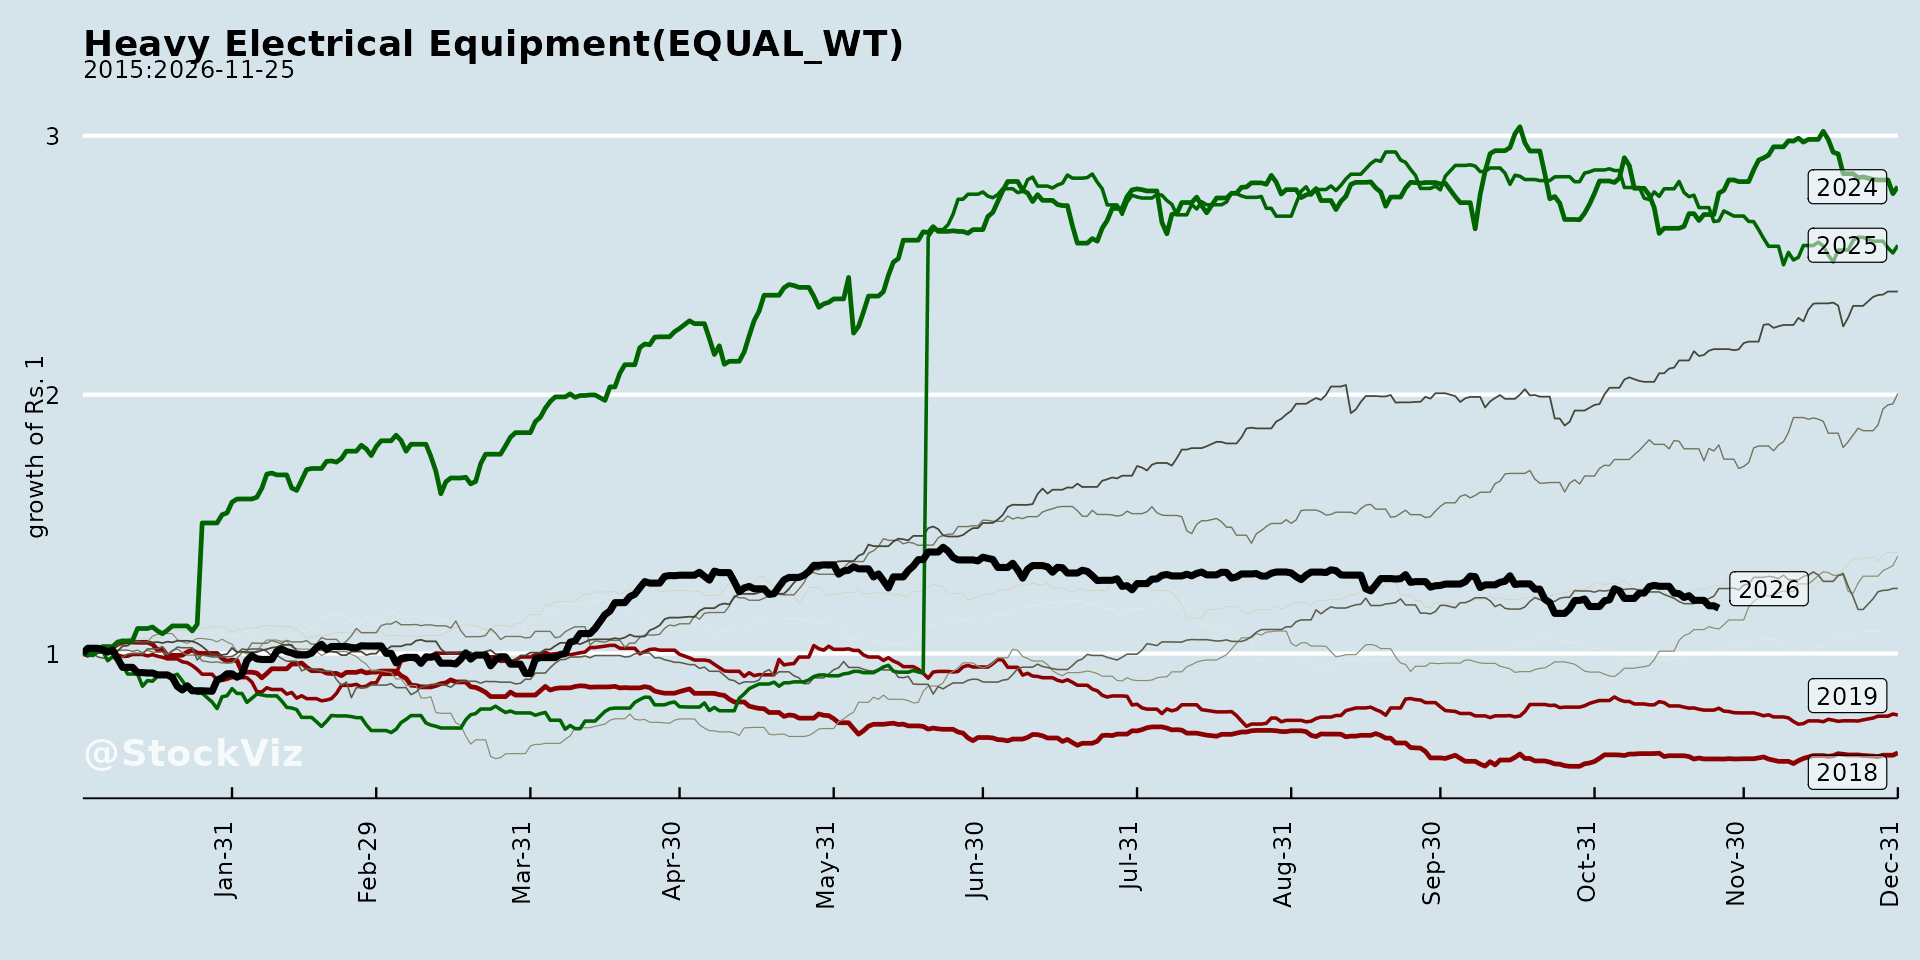 Heavy Electrical Equipment(EQUAL_WT)
2015:2026-11-25
growth of Rs. 1
3
2
1
2024
2025
2026
2019
2018
@StockViz
Jan-31
Feb-29
Mar-31
Apr-30
May-31
Jun-30
Jul-31
Aug-31
Sep-30
Oct-31
Nov-30
Dec-31